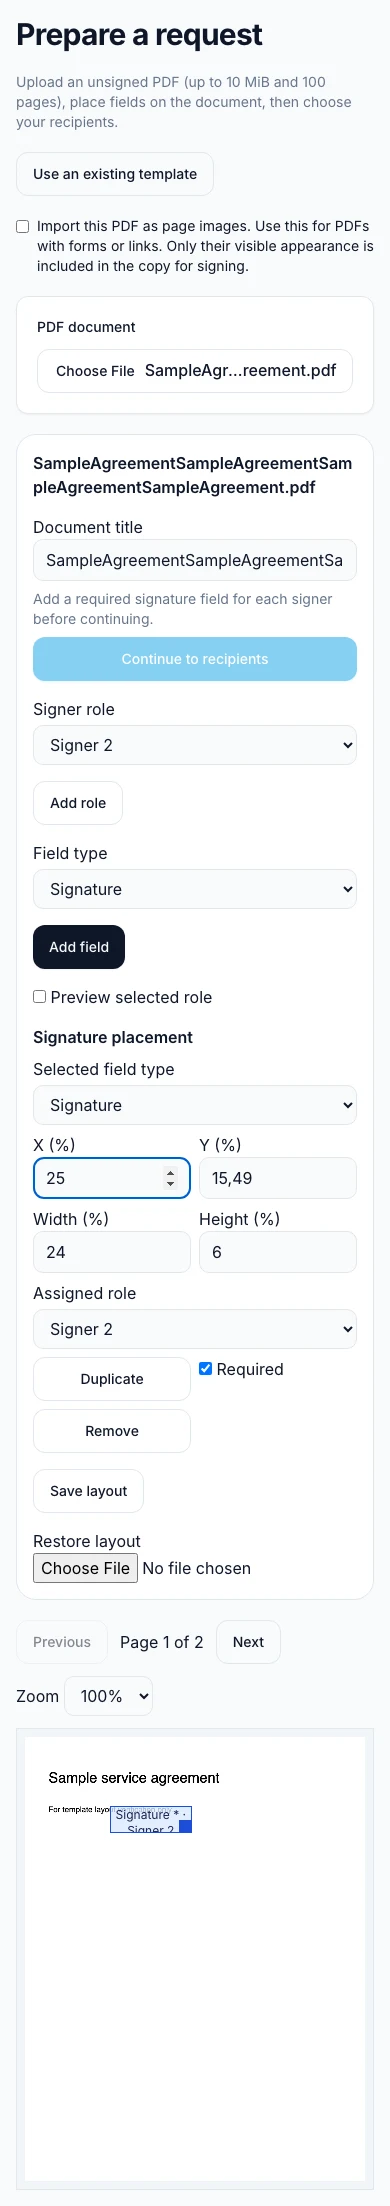 Prepare a request
Upload an unsigned PDF (up to 10 MiB and 100
pages), place fields on the document, then choose
your recipients.
Use an existing template
Import this PDF as page images. Use this for PDFs
with forms or links. Only their visible appearance is
included in the copy for signing.
PDF document
Choose File SampleAgr...reement.pdf
SampleAgreementSampleAgreementSam
pleAgreementSampleAgreement.pdf
Document title
SampleAgreementSampleAgreementSa
Add a required signature field for each signer
before continuing.
Continue to recipients
Signer role
Signer 2
Add role
Field type
Signature
Add field
Preview selected role
Signature placement
Selected field type
Signature
X (%) Y (%)
25 15,49
Width (%) Height (%)
24 6
Assigned role
Signer 2
Duplicate Required
Remove
Save layout
Restore layout
Choose File No file chosen
Previous Page 1 of 2 Next
Zoom 100%
Sample service agreement
For template layou
Signature * ·
Signer 2